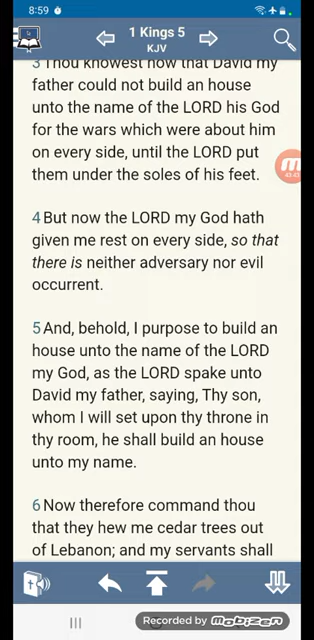 8:59
1 Kings 5
KJV
3 Thou knowest how that David my
father could not build an house
unto the name of the LORD his God
for the wars which were about him
on every side, until the LORD put
them under the soles of his feet.
4 But now the LORD my God hath
given me rest on every side, so that
there is neither adversary nor evil
occurrent.
5 And, behold, I purpose to build an
house unto the name of the LORD
my God, as the LORD spake unto
David my father, saying, Thy son,
whom I will set upon thy throne in
thy room, he shall build an house
unto my name.
6 Now therefore command thou
that they hew me cedar trees out
of Lebanon; and my servants shall
Recorded by mobizen